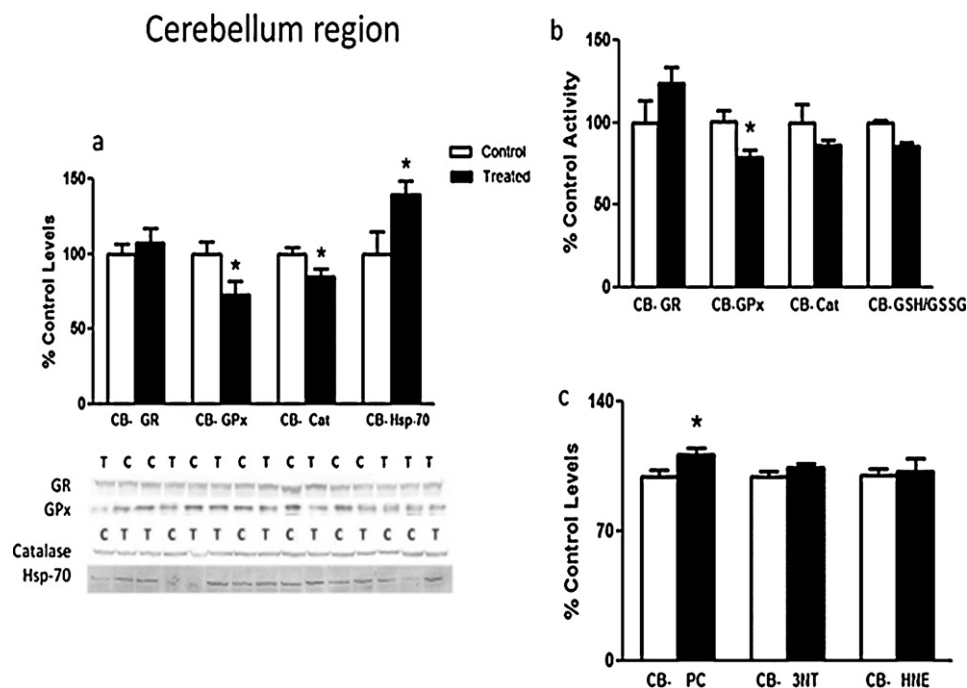 Cerebellum region
a
Control
Treated
*
150
*
*
100
50
0
% Control Levels
CB- GR CB- GPx CB- Cat CB-Hsp-70
T C C T C T C T C T C C T T T
GR
GPx
C T T C T T C T C T C T C C T
Catalase
Hsp-70
b
150
*
100
50
0
% Control Activity
CB- GR CB-GPx CB-Cat CB-GSH/GSSG
c
140
*
70
0
% Control Levels
CB- PC CB- 3NT CB- HNE